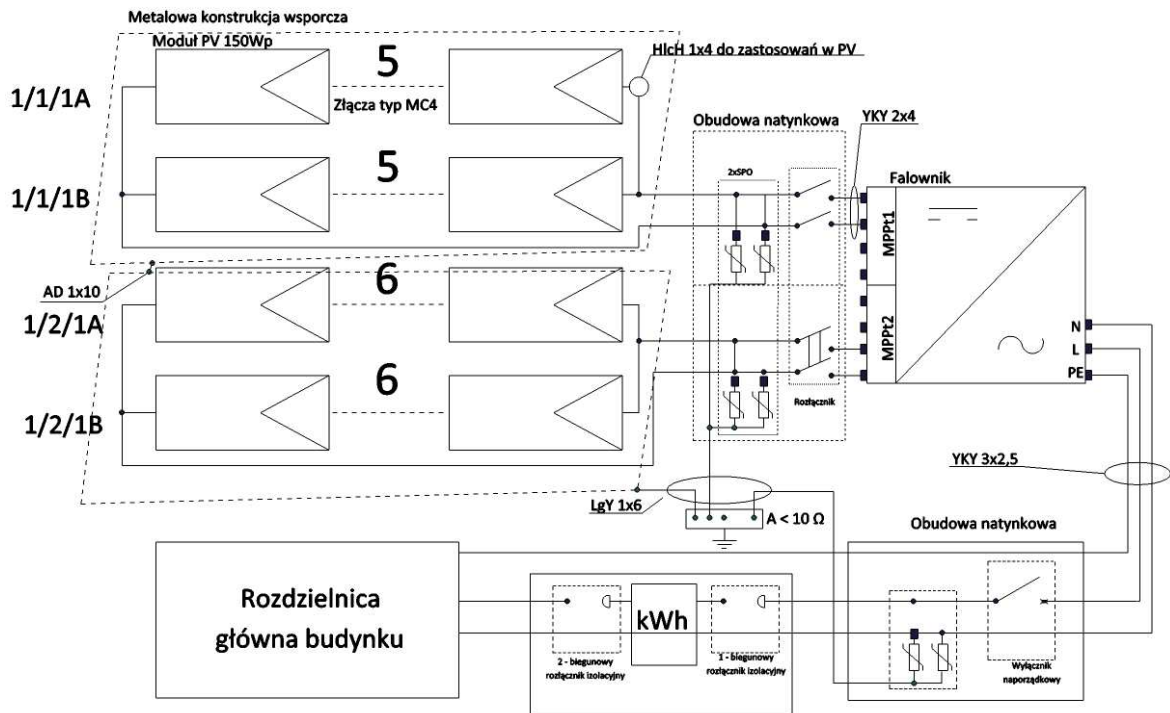 Metalowa konstrukcja wsporcza
Moduł PV 150Wp
5
HlcH 1x4 do zastosowań w PV
1/1/1A
Złącza typ MC4
Obudowa natynkowa
YKY 2x4
5
2xSPO
Falownik
1/1/1B
MPPt1
AD 1x10
6
1/2/1A
MPPt2
N
L
PE
6
Rozłącznik
1/2/1B
YKY 3x2,5
LgY 1x6
A < 10 Ω
Obudowa natynkowa
Rozdzielnica
główna budynku
kWh
2 - biegunowy
rozłącznik izolacyjny
1 - biegunowy
rozłącznik izolacyjny
Wyłącznik
naporządkowy